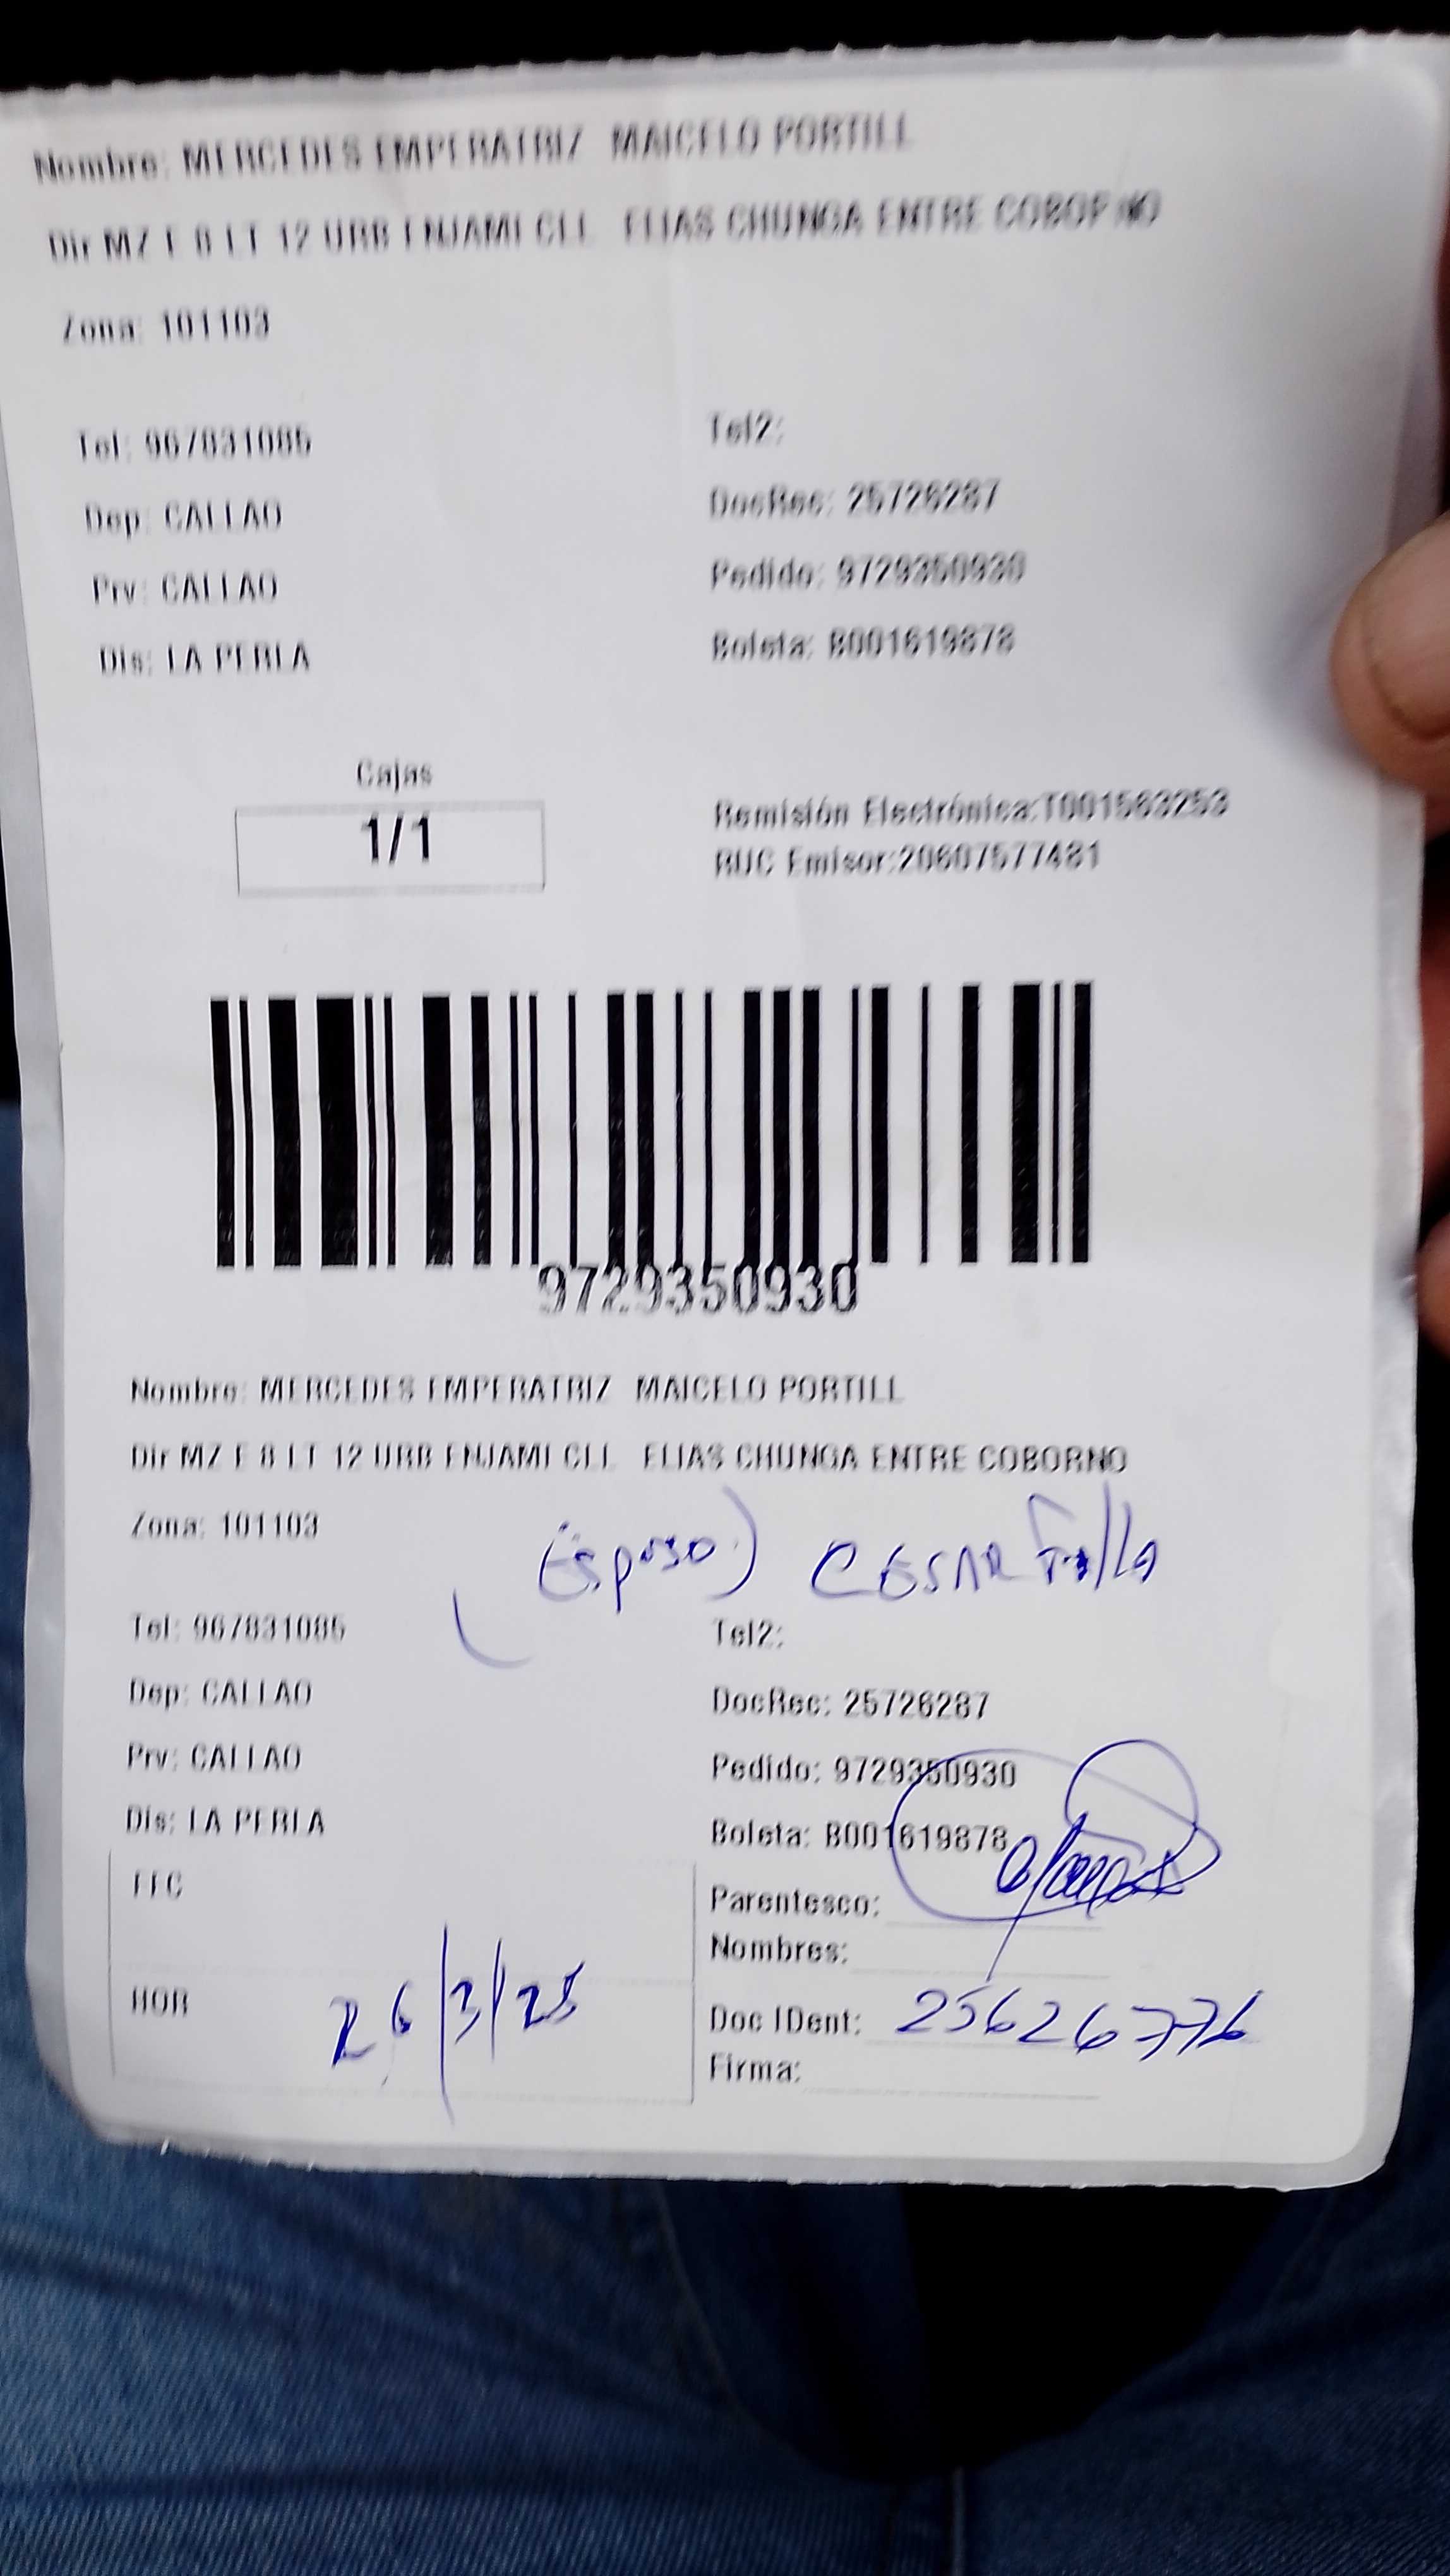 Nombre: MERCEDES EMPERATRIZ MAICELO PORTILL
Dir MZ E 8 LT 12 URB ENJAMI CLL ELIAS CHUNGA ENTRE COBORNO
Zona: 101103
Tel: 967831085 Tel2:
Dep: CALLAO DocRec: 25726287
Prv: CALLAO Pedido: 9729350930
Dis: LA PERLA Boleta: B001619878
Cajas
1/1
Remisión Electrónica:T001563253
RUC Emisor:20607577481
9729350930
Nombre: MERCEDES EMPERATRIZ MAICELO PORTILL
Dir MZ E 8 LT 12 URB ENJAMI CLL ELIAS CHUNGA ENTRE COBORNO
Zona: 101103
(Esposo) CESAR
Tel: 967831085 Tel2:
Dep: CALLAO DocRec: 25726287
Prv: CALLAO Pedido: 9729350930
Dis: LA PERLA Boleta: B001619878
FEC
Parentesco:
Nombres:
HOR 26/3/25
Doc IDent: 25626776
Firma: